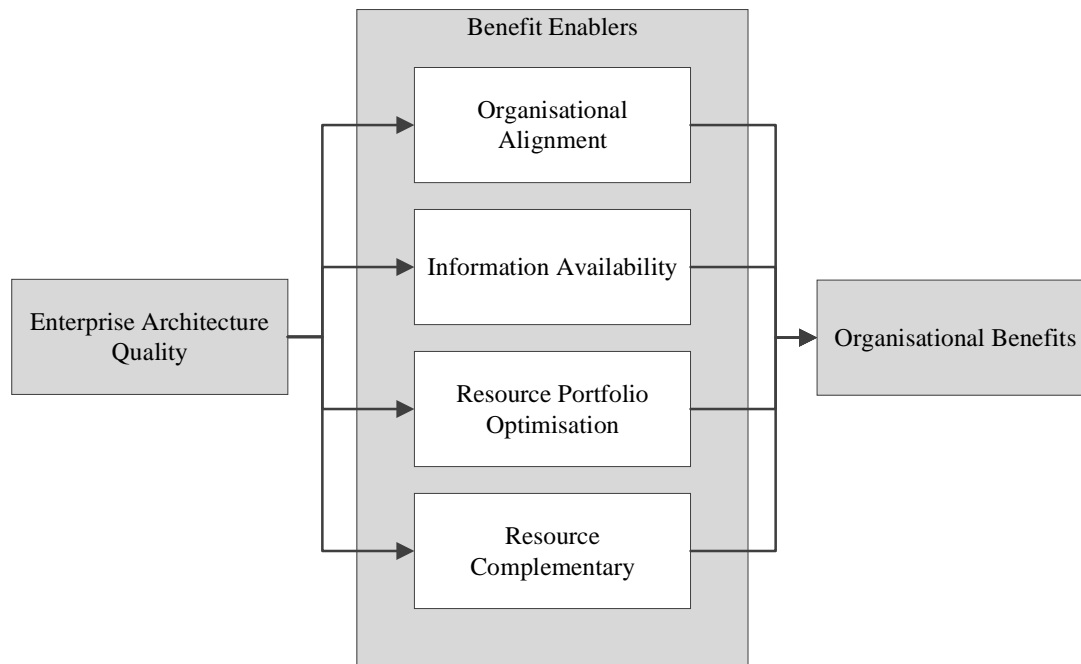 Benefit Enablers
Organisational
Alignment
Information Availability
Enterprise Architecture
Quality
Organisational Benefits
Resource Portfolio
Optimisation
Resource
Complementary